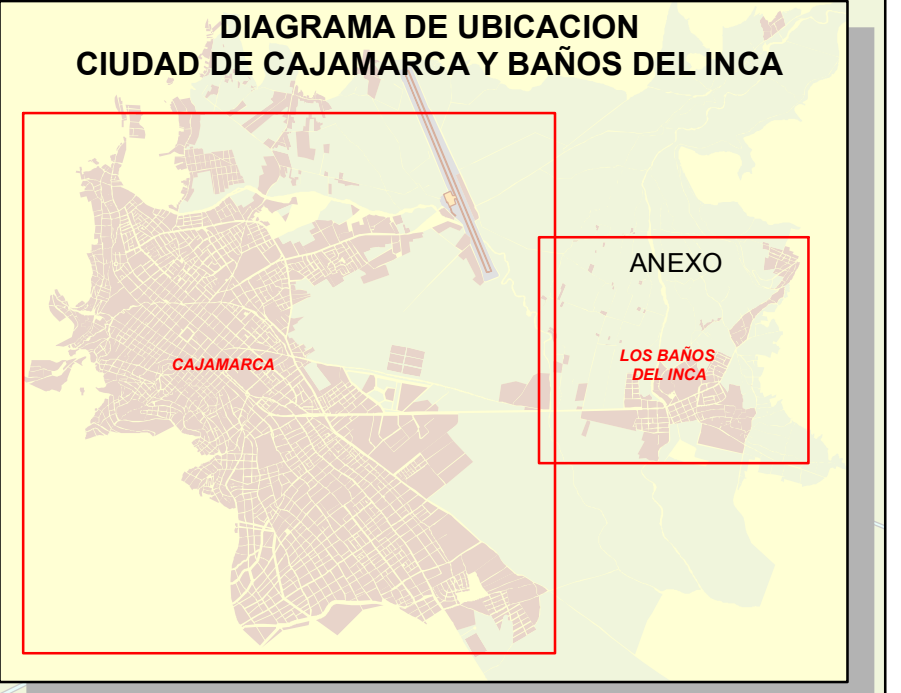 DIAGRAMA DE UBICACION
CIUDAD DE CAJAMARCA Y BAÑOS DEL INCA
ANEXO
CAJAMARCA
LOS BAÑOS
DEL INCA